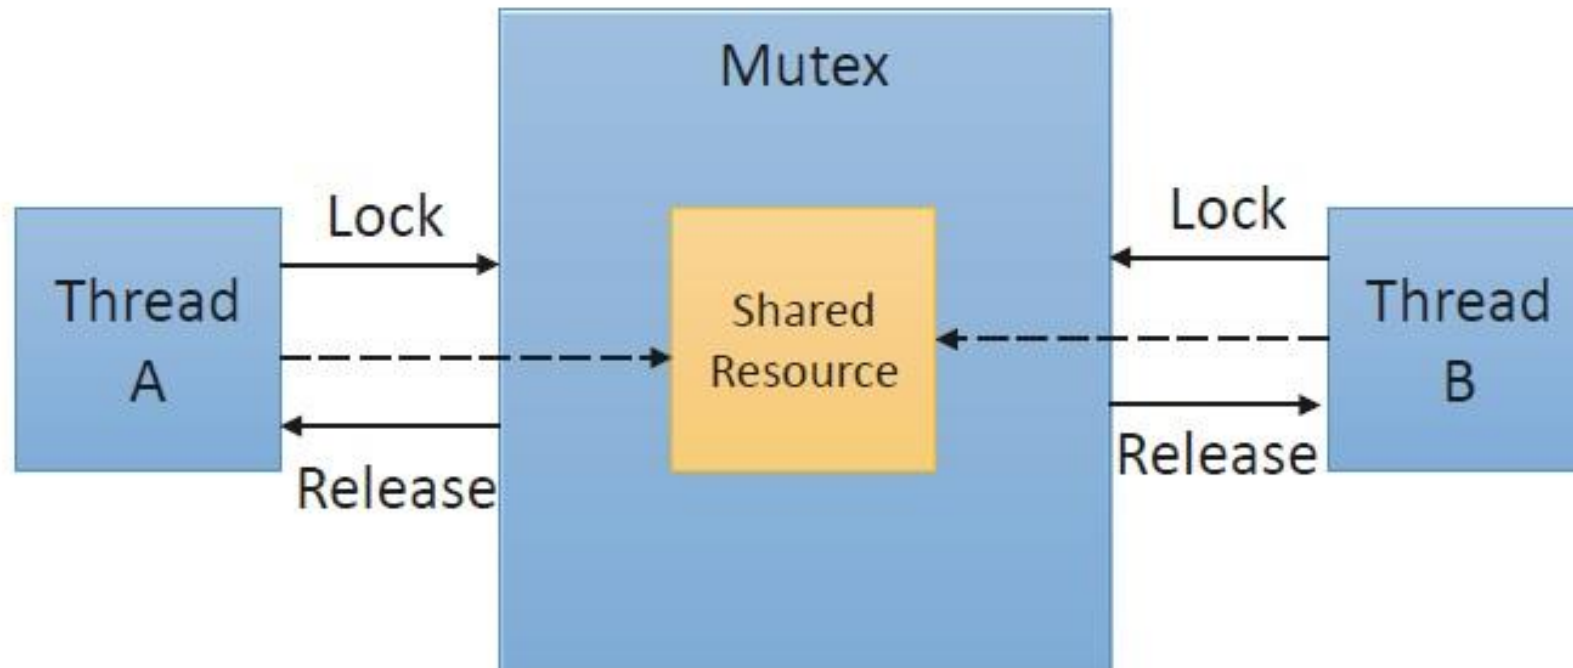 Mutex
Lock
Lock
Thread
A
Shared
Resource
Thread
B
Release
Release